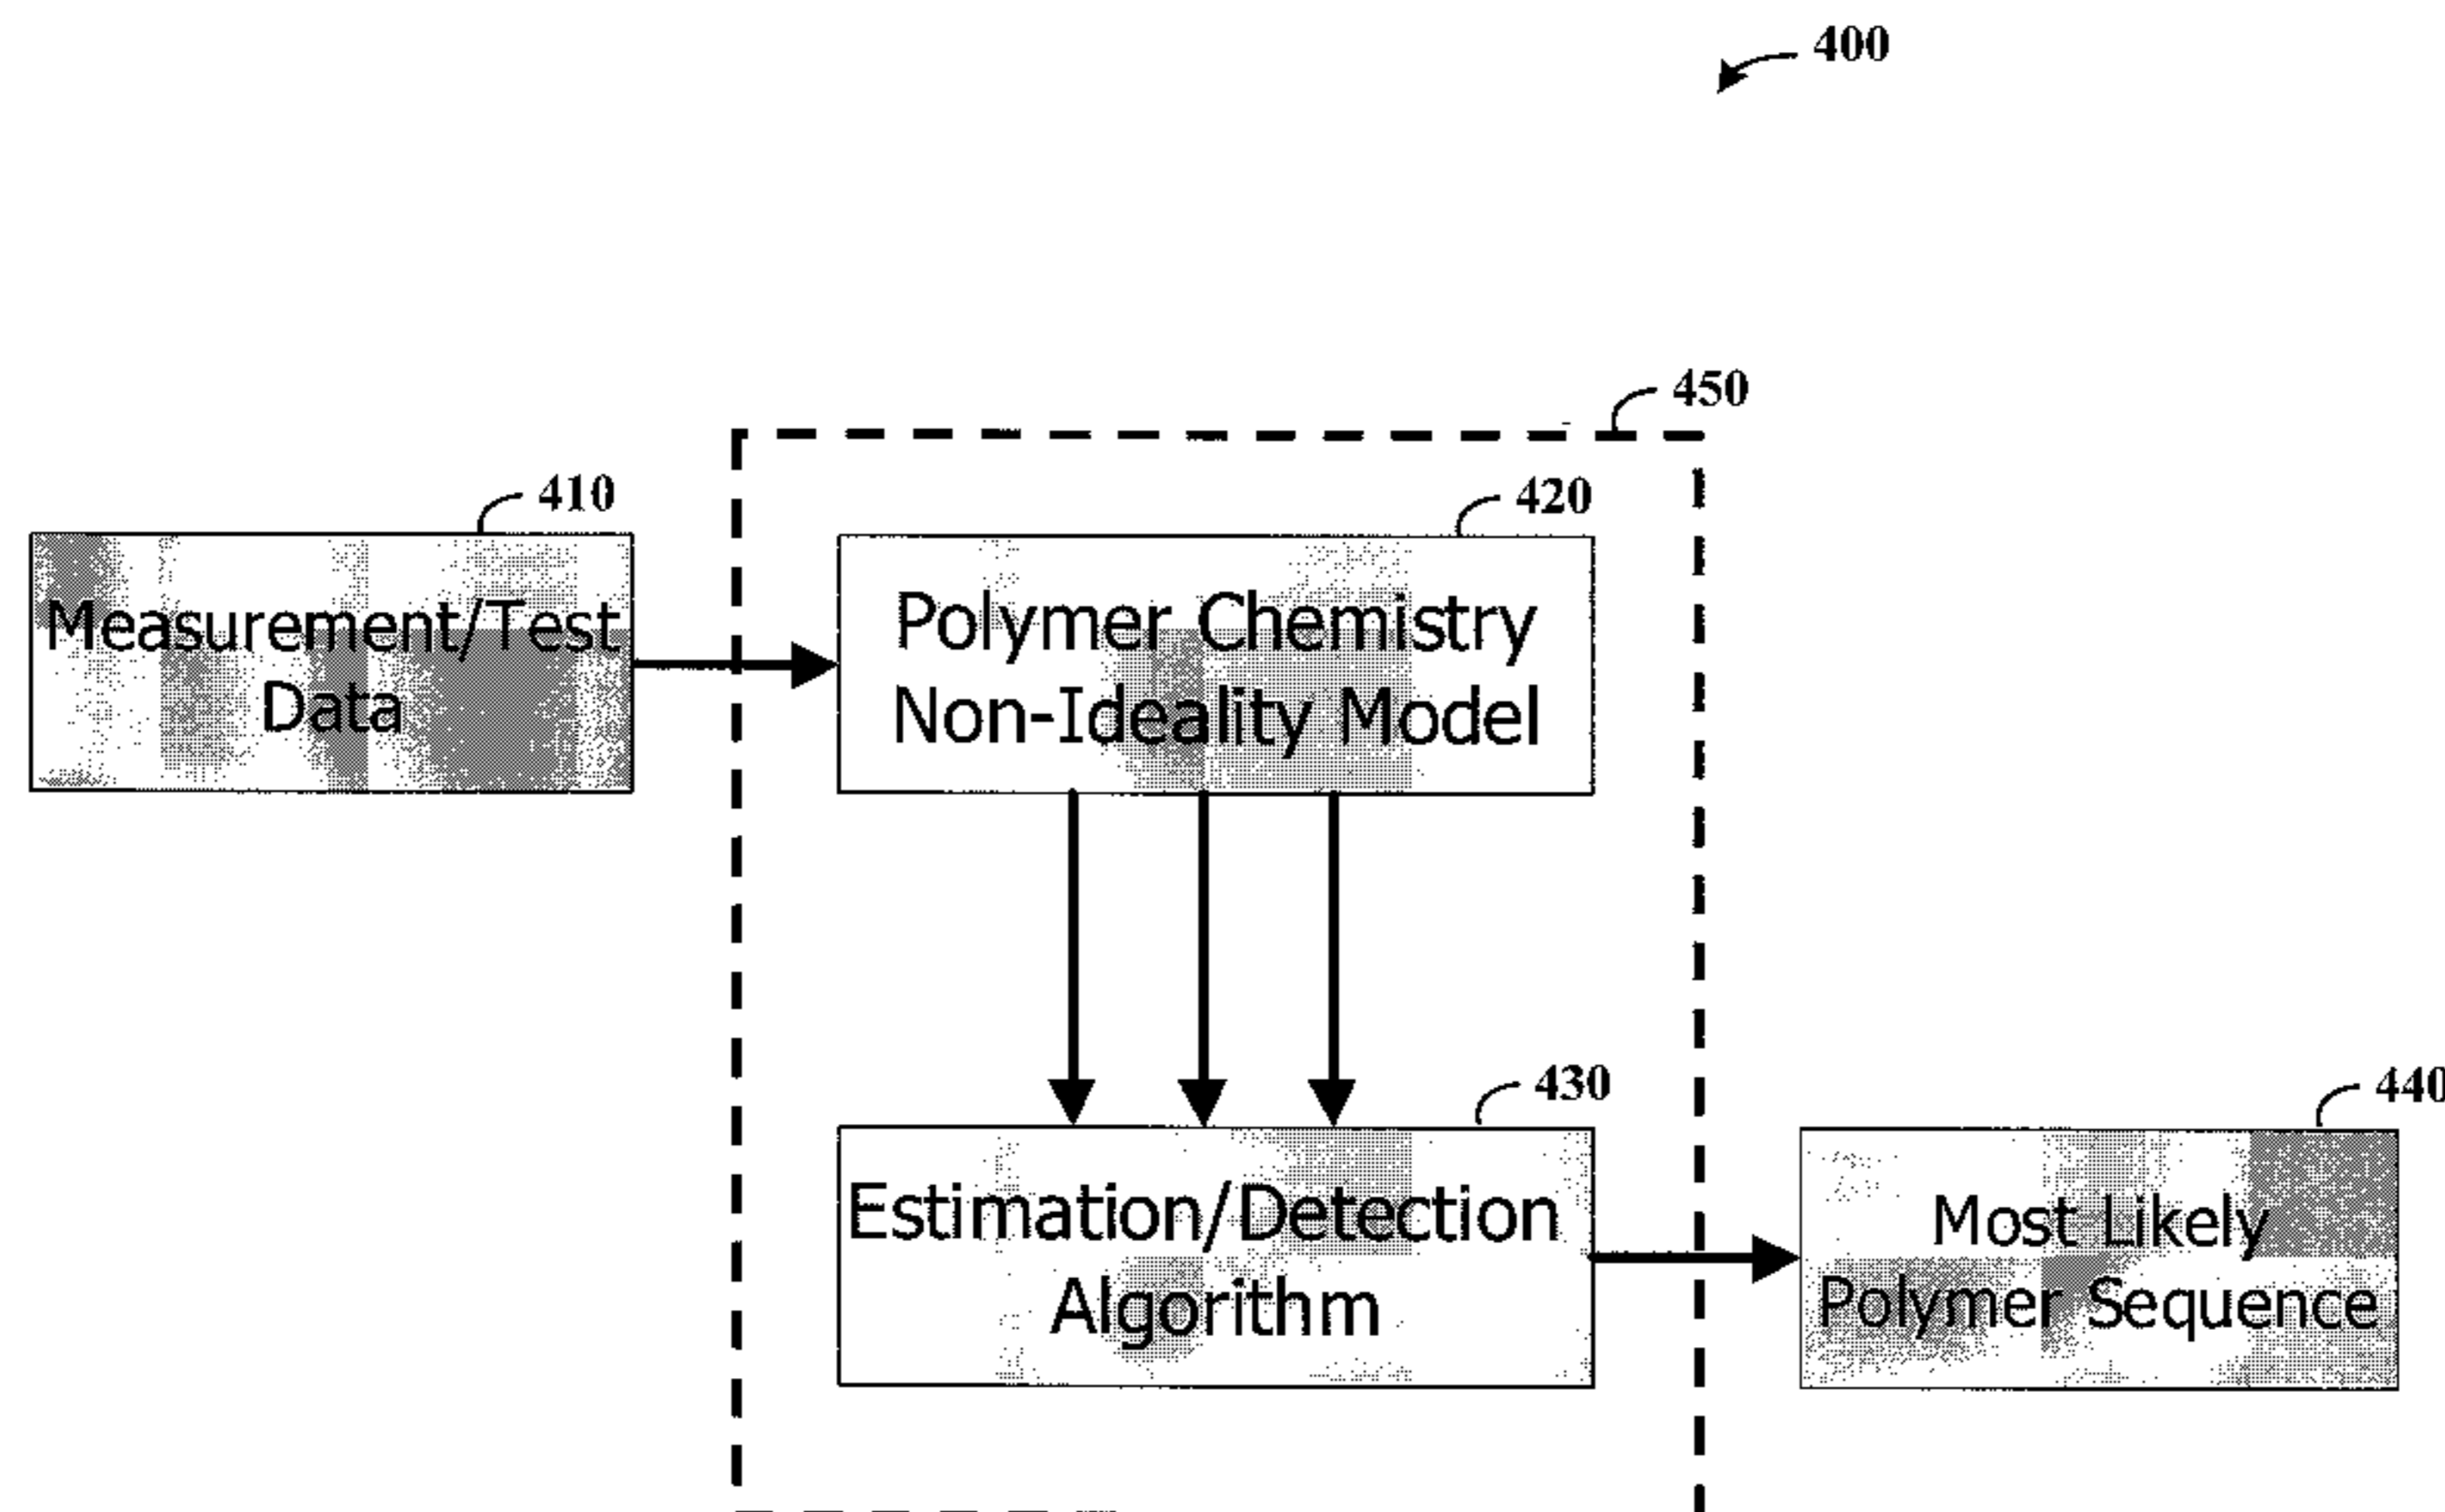 400
450
410
420
Measurement/Test
Data
Polymer Chemistry
Non-Ideality Model
430
440
Estimation/Detection
Algorithm
Most Likely
Polymer Sequence